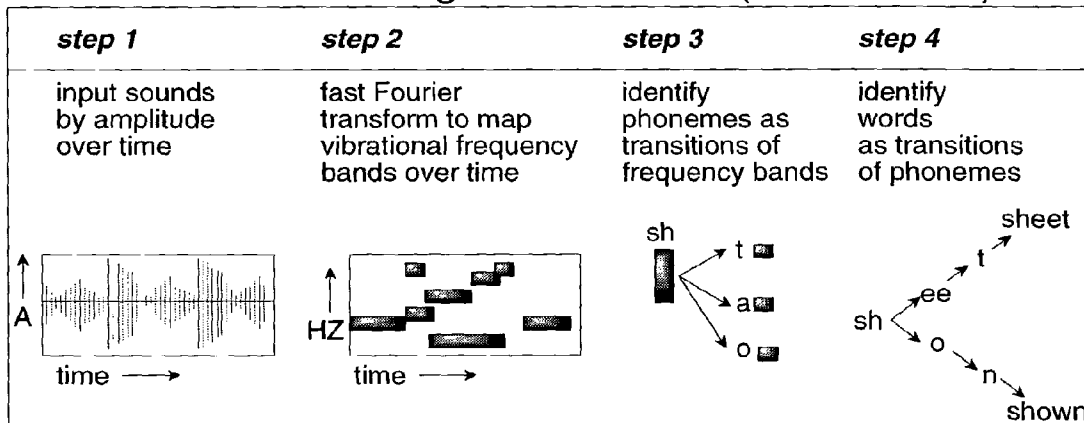 step 1
step 2
step 3
step 4
input sounds
by amplitude
over time
fast Fourier
transform to map
vibrational frequency
bands over time
identify
phonemes as
transitions of
frequency bands
identify
words
as transitions
of phonemes
A
time
HZ
time
sh
t
a
o
sheet
t
ee
sh
o
n
shown